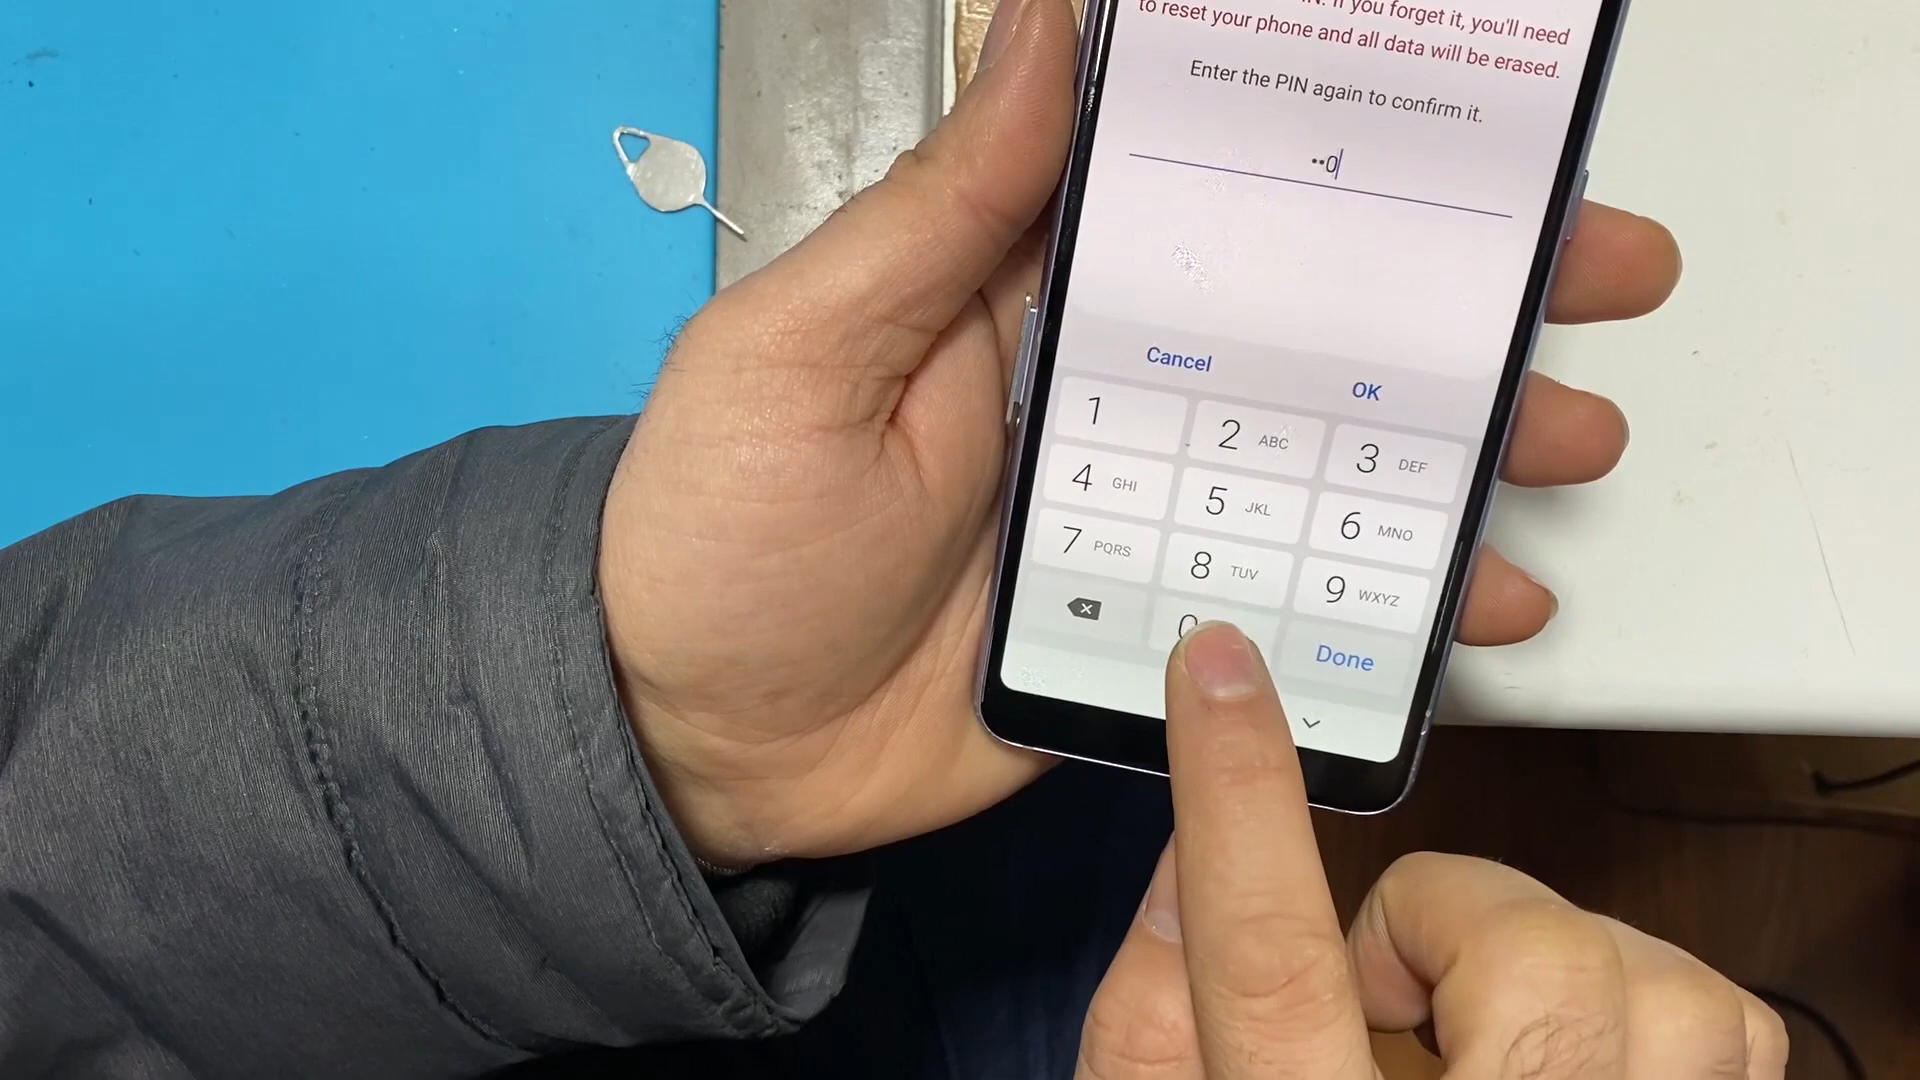 If you forget it, you'll need
to reset your phone and all data will be erased.
Enter the PIN again to confirm it.
••0
Cancel OK
1 2 ABC 3 DEF
4 GHI 5 JKL 6 MNO
7 PQRS 8 TUV 9 WXYZ
0 Done